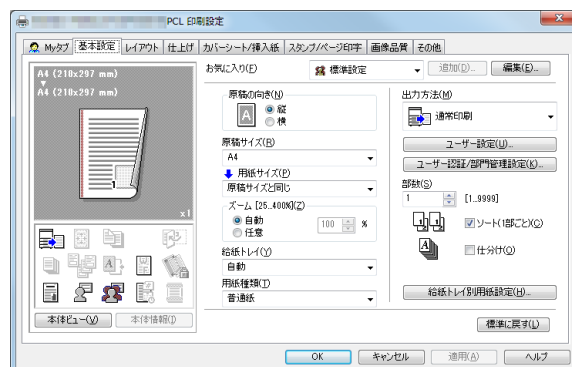 PCL 印刷設定
Myタブ 基本設定 レイアウト 仕上げ カバーシート/挿入紙 スタンプ/ページ印字 画像品質 その他
A4 (210x297 mm)
A4 (210x297 mm)
1
x1
本体ビュー(V) 本体情報(I)
お気に入り(F) 標準設定 追加(D)... 編集(E)...
原稿の向き(N)
A
縦
横
原稿サイズ(R)
A4
用紙サイズ(P)
原稿サイズと同じ
ズーム [25..400%](Z)
自動
任意
100 %
給紙トレイ(Y)
自動
用紙種類(T)
普通紙
出力方法(M)
通常印刷
ユーザー設定(U)...
ユーザー認証/部門管理設定(K)...
部数(S)
1 [1..9999]
ソート(1部ごと)(C)
仕分け(O)
給紙トレイ別用紙設定(H)...
標準に戻す(L)
OK キャンセル 適用(A) ヘルプ